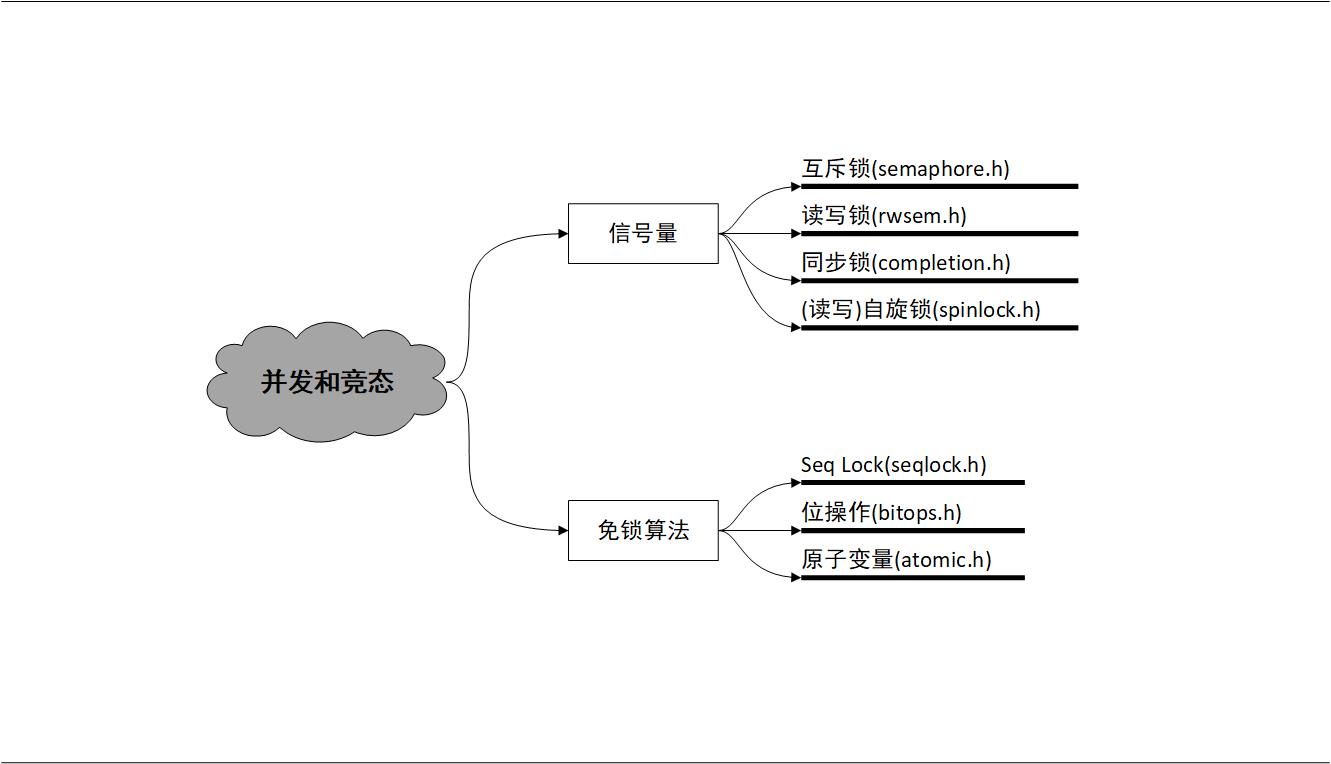 互斥锁(semaphore.h)
读写锁(rwsem.h)
信号量
同步锁(completion.h)
(读写)自旋锁(spinlock.h)
并发和竞态
Seq Lock(seqlock.h)
位操作(bitops.h)
免锁算法
原子变量(atomic.h)